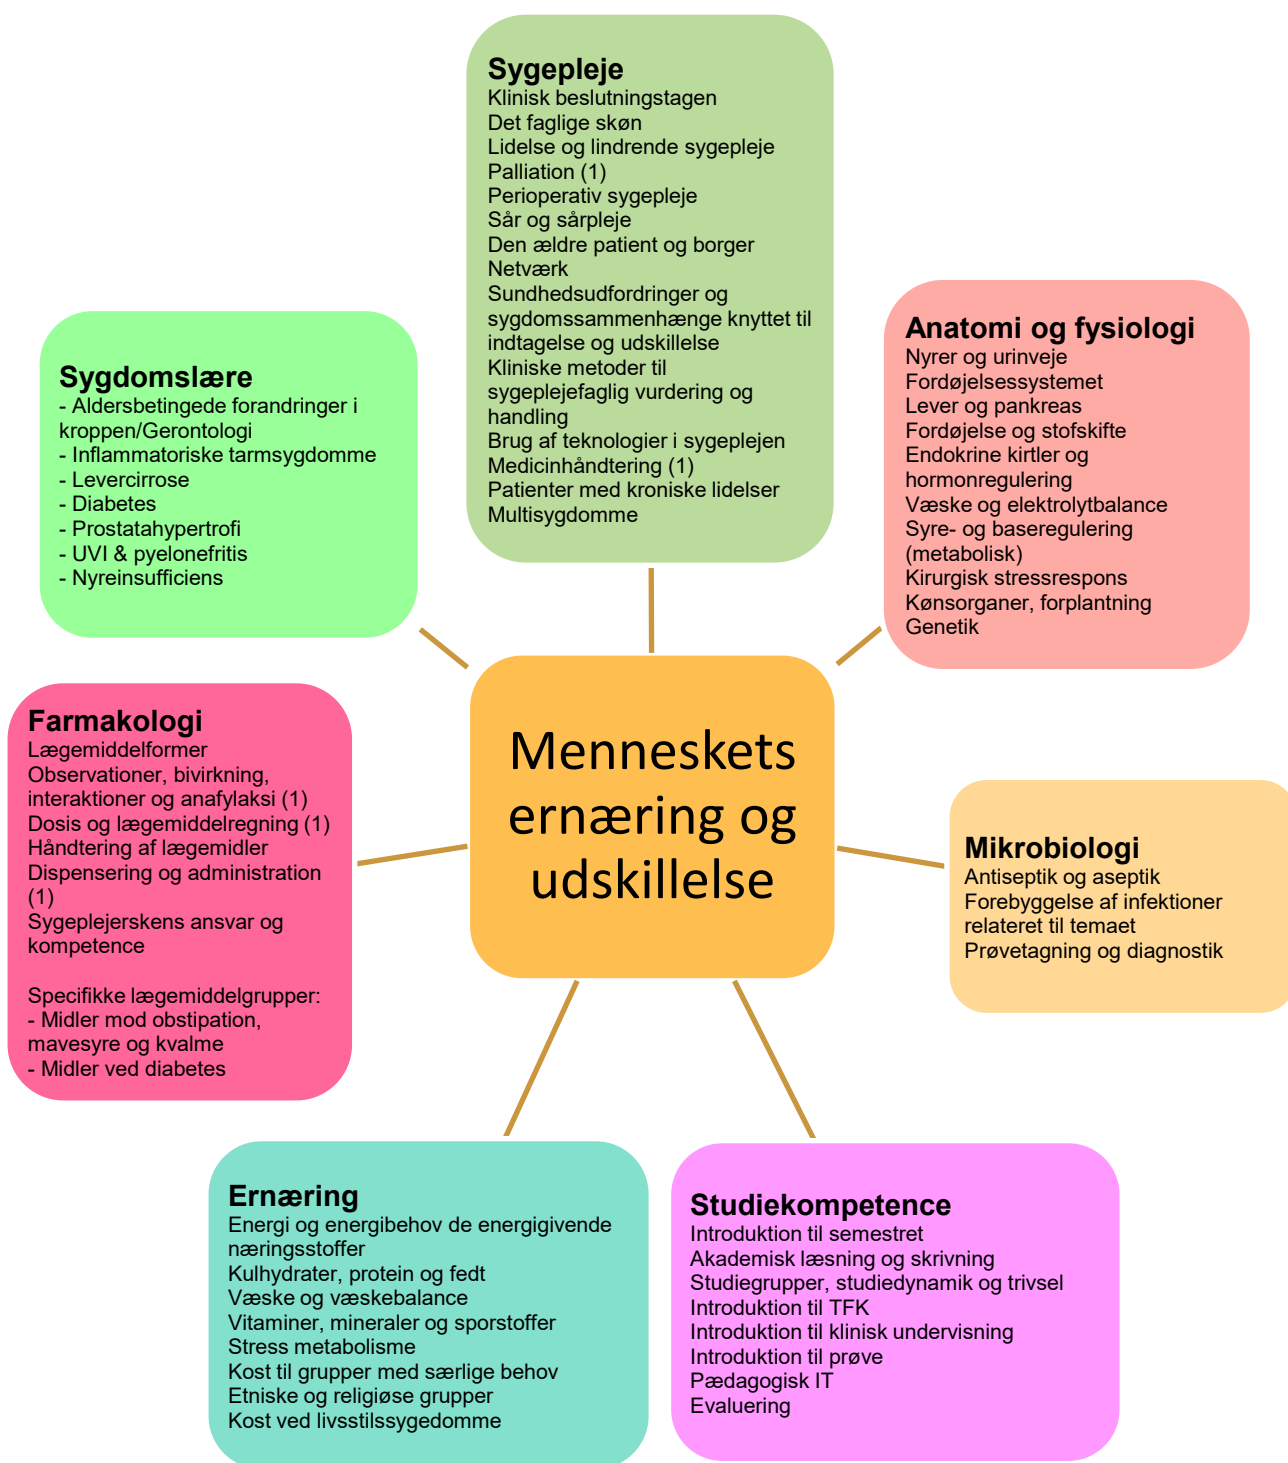 Sygepleje
Klinisk beslutningstagen
Det faglige skøn
Lidelse og lindrende sygepleje
Palliation (1)
Perioperativ sygepleje
Sår og sårpleje
Den ældre patient og borger
Netværk
Sundhedsudfordringer og
sygdomssammenhænge knyttet til
indtagelse og udskillelse
Kliniske metoder til
sygeplejefaglig vurdering og
handling
Brug af teknologier i sygeplejen
Medicinhåndtering (1)
Patienter med kroniske lidelser
Multisygdomme
Anatomi og fysiologi
Nyrer og urinveje
Fordøjelsessystemet
Lever og pankreas
Fordøjelse og stofskifte
Endokrine kirtler og
hormonregulering
Væske og elektrolytbalance
Syre- og baseregulering
(metabolisk)
Kirurgisk stressrespons
Kønsorganer, forplantning
Genetik
Sygdomslære
- Aldersbetingede forandringer i
kroppen/Gerontologi
- Inflammatoriske tarmsygdomme
- Levercirrose
- Diabetes
- Prostatahypertrofi
- UVI & pyelonefritis
- Nyreinsufficiens
Menneskets
ernæring og
udskillelse
Farmakologi
Lægemiddelformer
Observationer, bivirkning,
interaktioner og anafylaksi (1)
Dosis og lægemiddelregning (1)
Håndtering af lægemidler
Dispensering og administration
(1)
Sygeplejerskens ansvar og
kompetence
Specifikke lægemiddelgrupper:
- Midler mod obstipation,
mavesyre og kvalme
- Midler ved diabetes
Mikrobiologi
Antiseptik og aseptik
Forebyggelse af infektioner
relateret til temaet
Prøvetagning og diagnostik
Ernæring
Energi og energibehov de energigivende
næringsstoffer
Kulhydrater, protein og fedt
Væske og væskebalance
Vitaminer, mineraler og sporstoffer
Stress metabolisme
Kost til grupper med særlige behov
Etniske og religiøse grupper
Kost ved livsstilssygedomme
Studiekompetence
Introduktion til semestret
Akademisk læsning og skrivning
Studiegrupper, studiedynamik og trivsel
Introduktion til TFK
Introduktion til klinisk undervisning
Introduktion til prøve
Pædagogisk IT
Evaluering